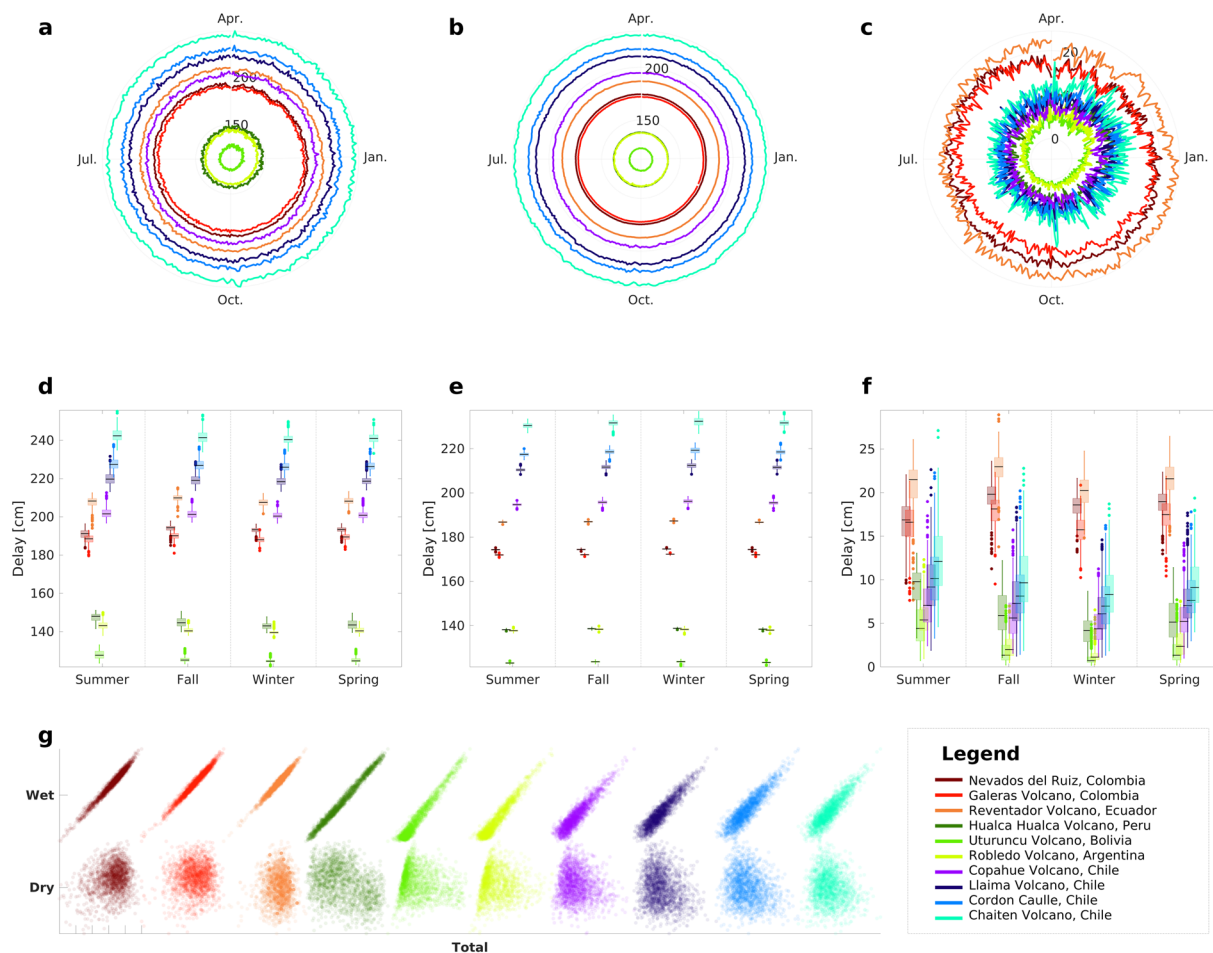 a
Apr.
200
150
Jul.
Jan.
Oct.
b
Apr.
200
150
Jul.
Jan.
Oct.
c
Apr.
20
0
Jul.
Jan.
Oct.
d
Delay [cm]
240
220
200
180
160
140
Summer Fall Winter Spring
e
Delay [cm]
220
200
180
160
140
Summer Fall Winter Spring
f
Delay [cm]
25
20
15
10
5
0
Summer Fall Winter Spring
g
Wet
Dry
Total
Legend
Nevados del Ruiz, Colombia
Galeras Volcano, Colombia
Reventador Volcano, Ecuador
Hualca Hualca Volcano, Peru
Uturuncu Volcano, Bolivia
Robledo Volcano, Argentina
Copahue Volcano, Chile
Llaima Volcano, Chile
Cordon Caulle, Chile
Chaiten Volcano, Chile